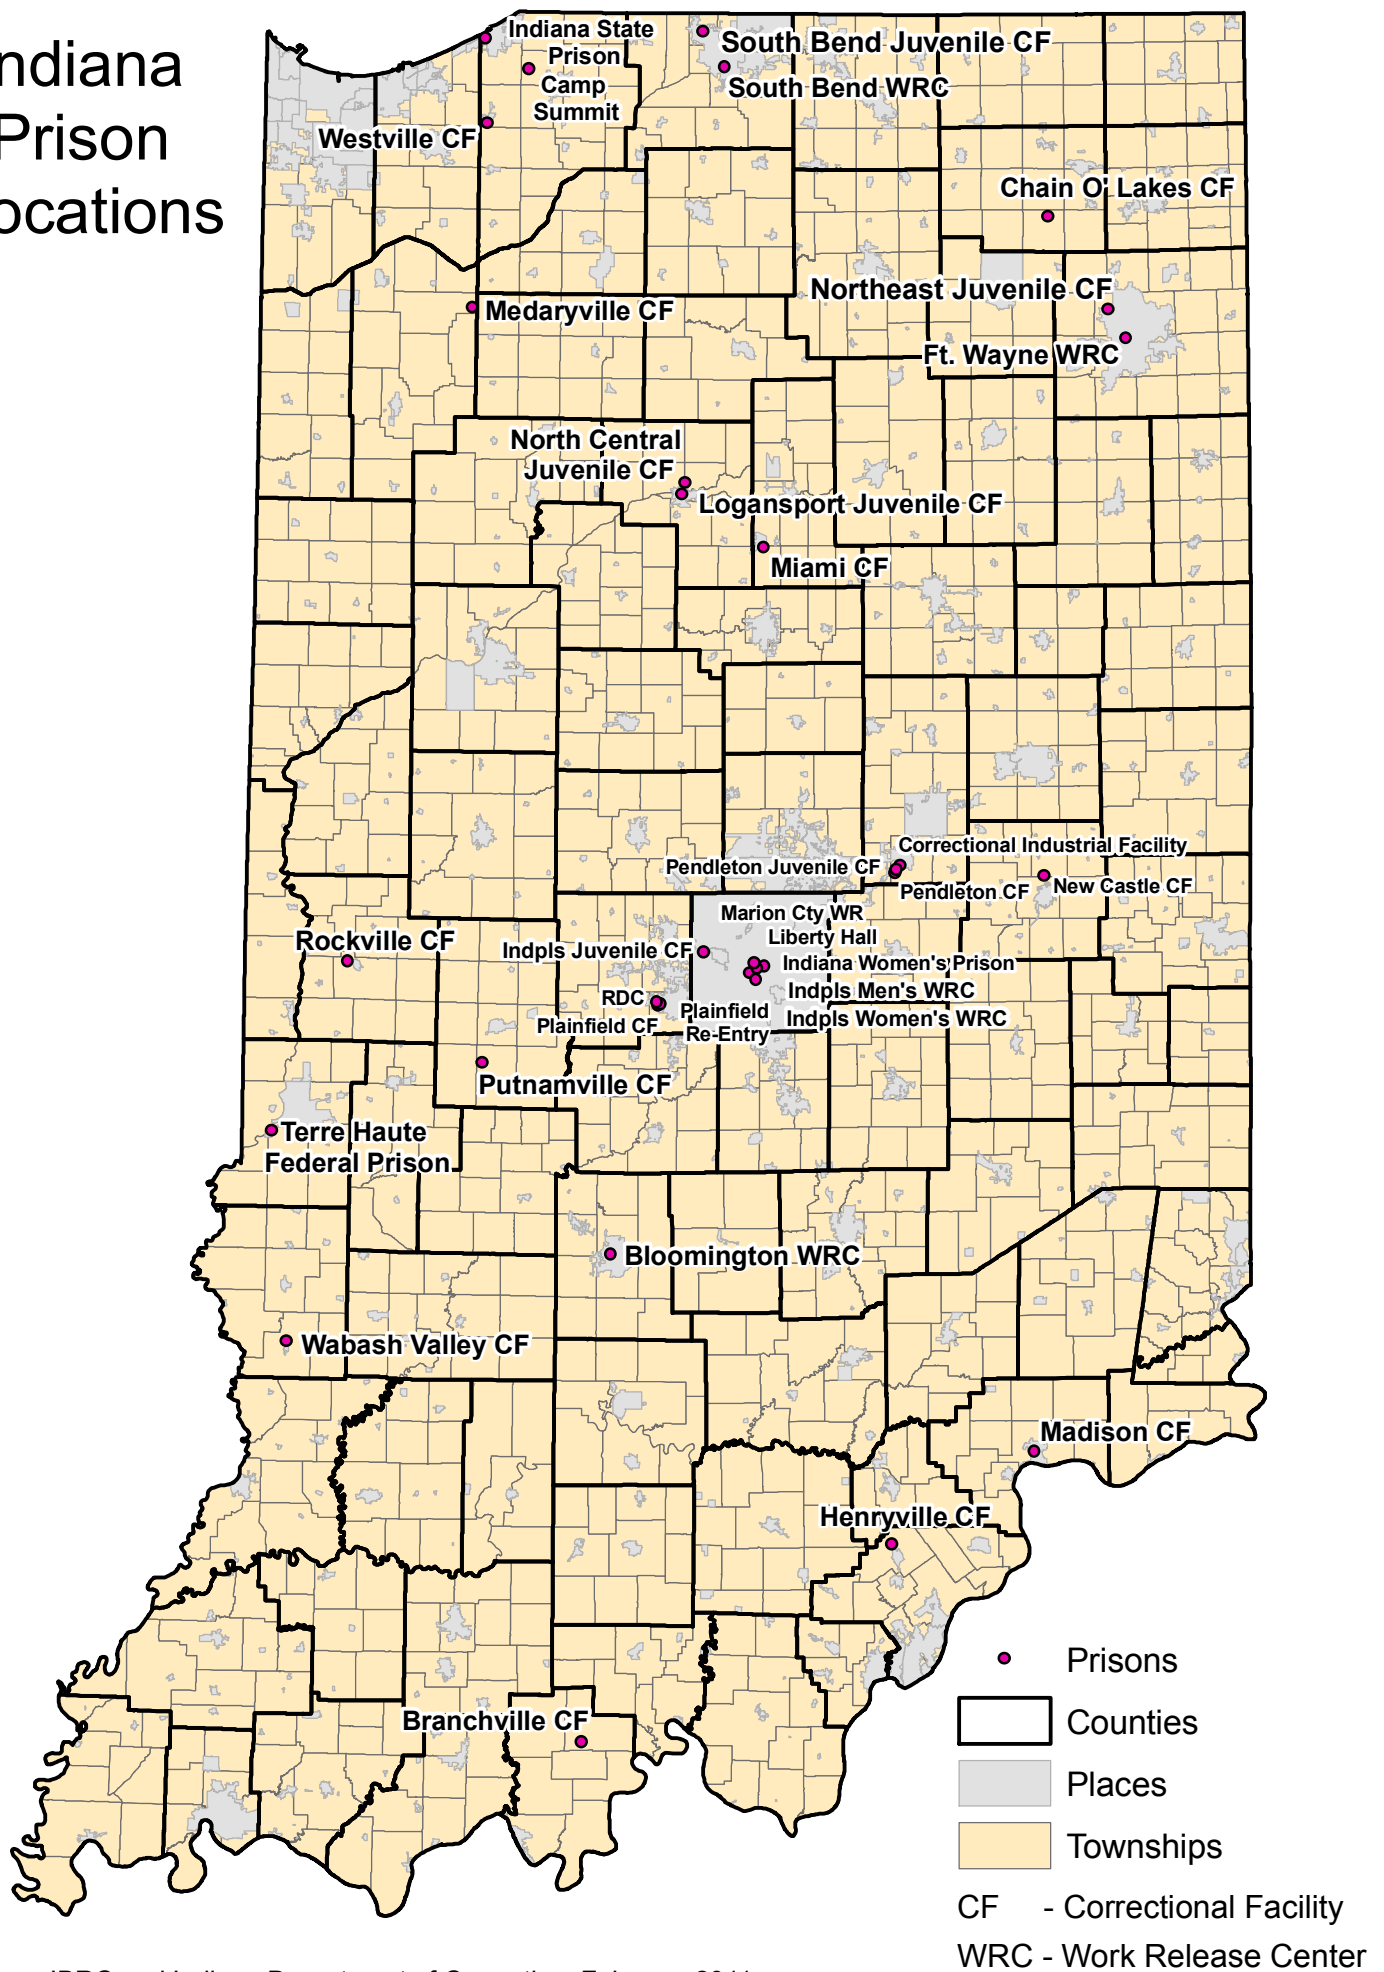 ndiana
Prison
ocations
Indiana State
Prison
Camp
Summit
South Bend Juvenile CF
South Bend WRC
Westville CF
Chain O' Lakes CF
Northeast Juvenile CF
Medaryville CF
Ft. Wayne WRC
North Central
Juvenile CF
Logansport Juvenile CF
Miami CF
Correctional Industrial Facility
Pendleton Juvenile CF
Pendleton CF
New Castle CF
Marion Cty WR
Liberty Hall
Rockville CF
Indpls Juvenile CF
Indiana Women's Prison
RDC
Indpls Men's WRC
Plainfield
Re-Entry
Plainfield CF
Indpls Women's WRC
Putnamville CF
Terre Haute
Federal Prison
Bloomington WRC
Wabash Valley CF
Madison CF
Henryville CF
Branchville CF
Prisons
Counties
Places
Townships
CF - Correctional Facility
WRC - Work Release Center